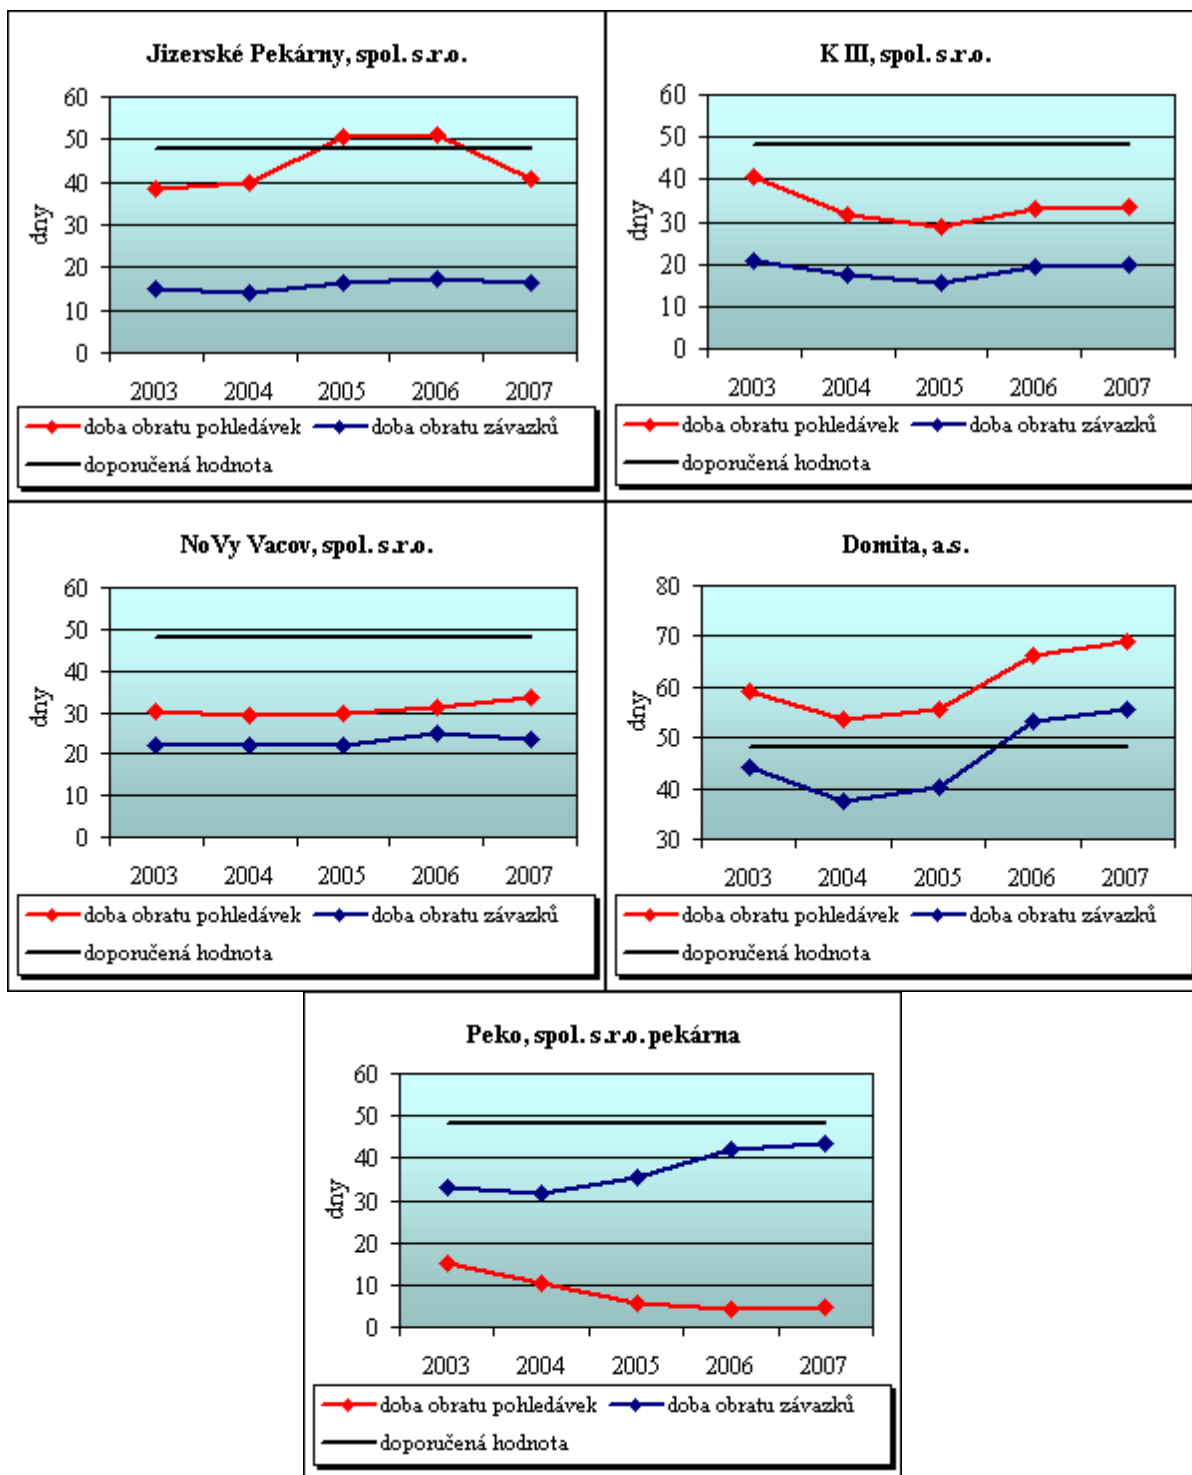 Jizerské Pekárny, spol. s.r.o.
60
50
40
30
20
10
0
dny
2003 2004 2005 2006 2007
doba obratu pohledávek doba obratu závazků
doporučená hodnota
K III, spol. s.r.o.
60
50
40
30
20
10
0
dny
2003 2004 2005 2006 2007
doba obratu pohledávek doba obratu závazků
doporučená hodnota
NoVy Vacov, spol. s.r.o.
60
50
40
30
20
10
0
dny
2003 2004 2005 2006 2007
doba obratu pohledávek doba obratu závazků
doporučená hodnota
Domita, a.s.
80
70
60
50
40
30
dny
2003 2004 2005 2006 2007
doba obratu pohledávek doba obratu závazků
doporučená hodnota
Peko, spol. s.r.o. pekárna
60
50
40
30
20
10
0
dny
2003 2004 2005 2006 2007
doba obratu pohledávek doba obratu závazků
doporučená hodnota